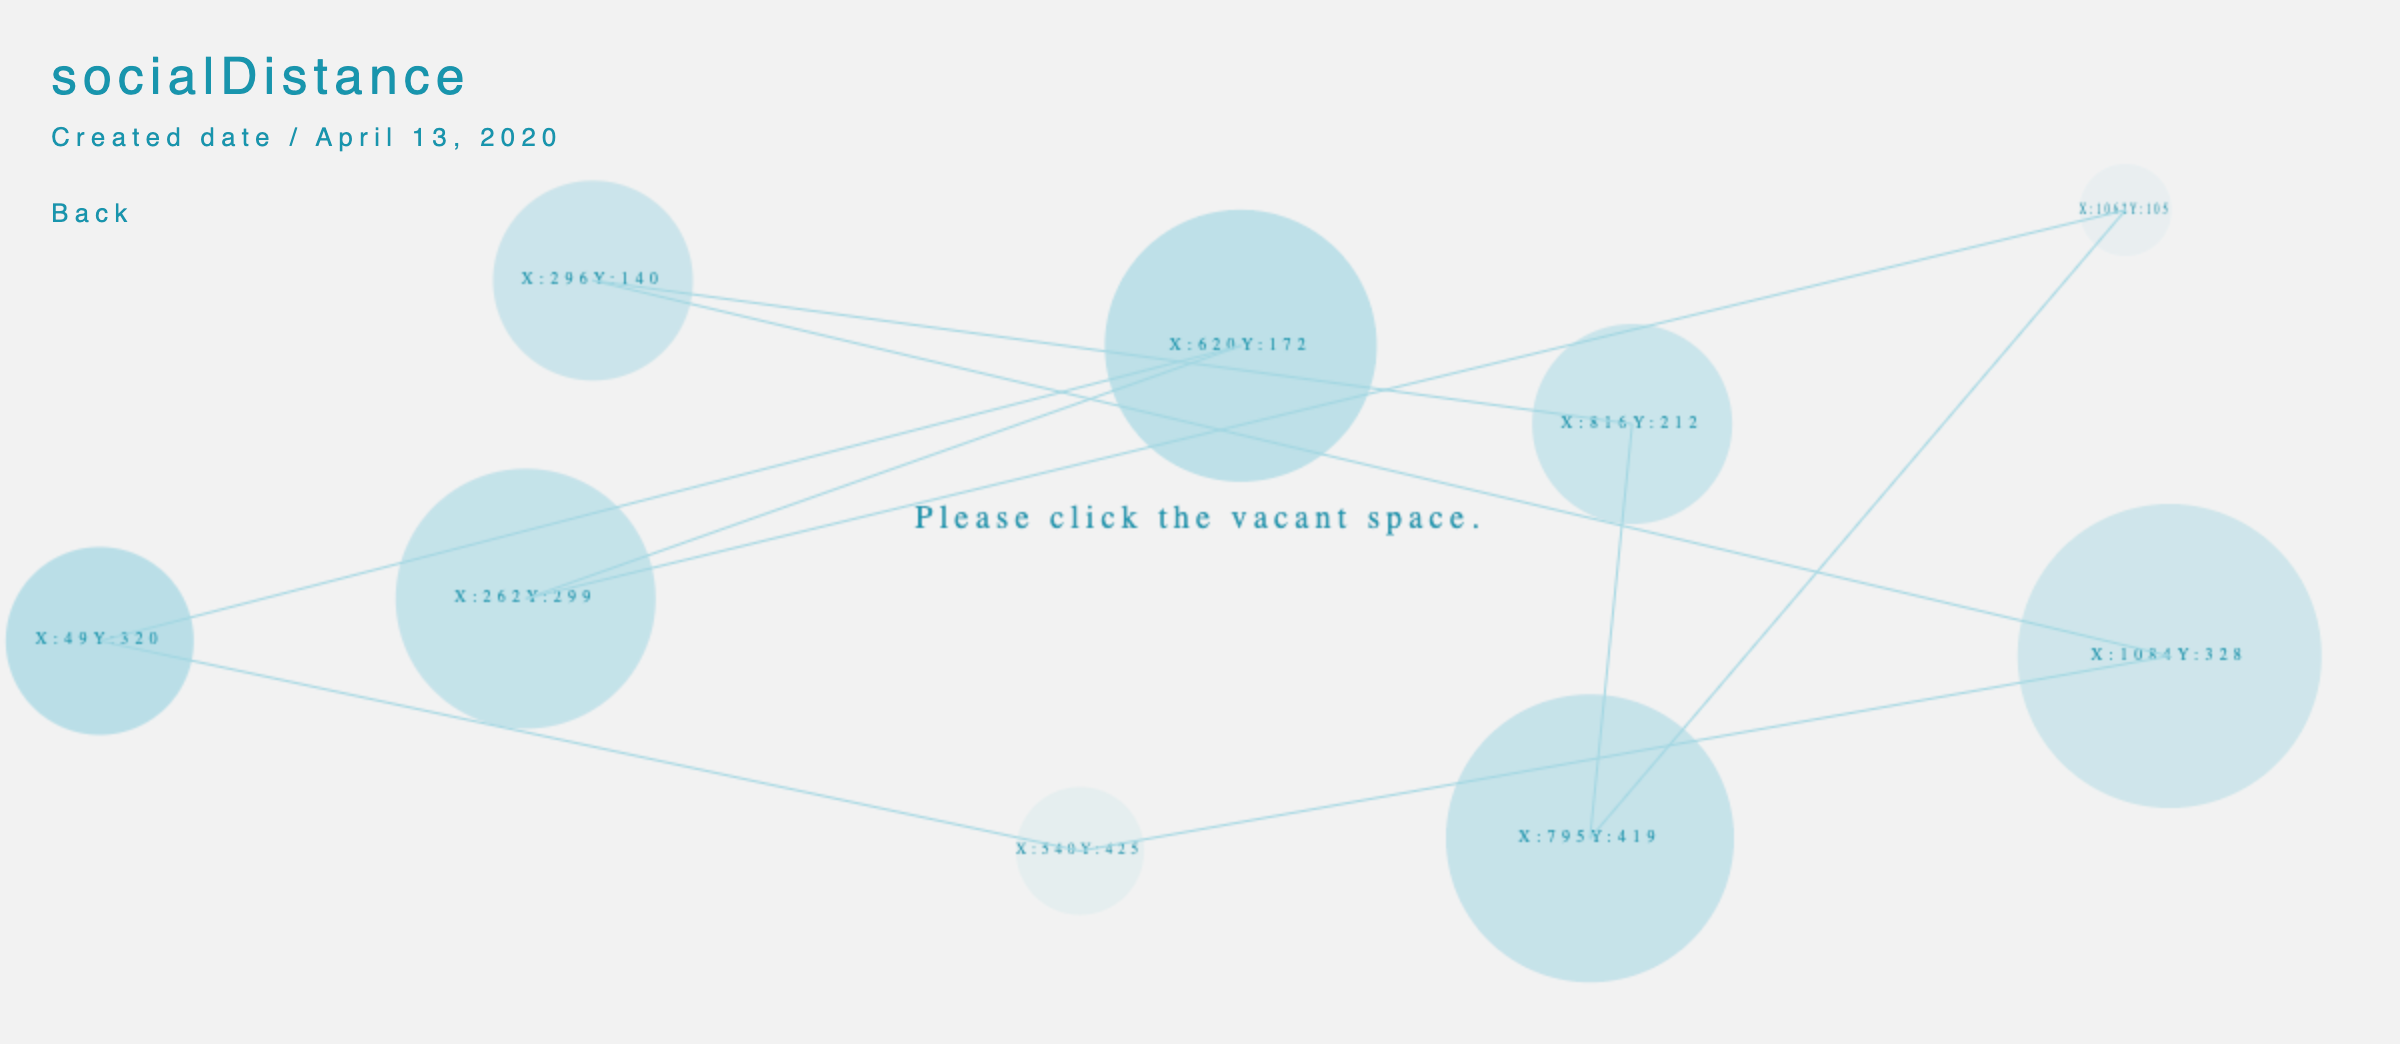 socialDistance
Created date / April 13, 2020
Back
X:1062Y:105
X:296Y:140
X:620Y:172
X:816Y:212
Please click the vacant space.
X:262Y:299
X:49Y:320
X:1084Y:328
X:795Y:419
X:540Y:425